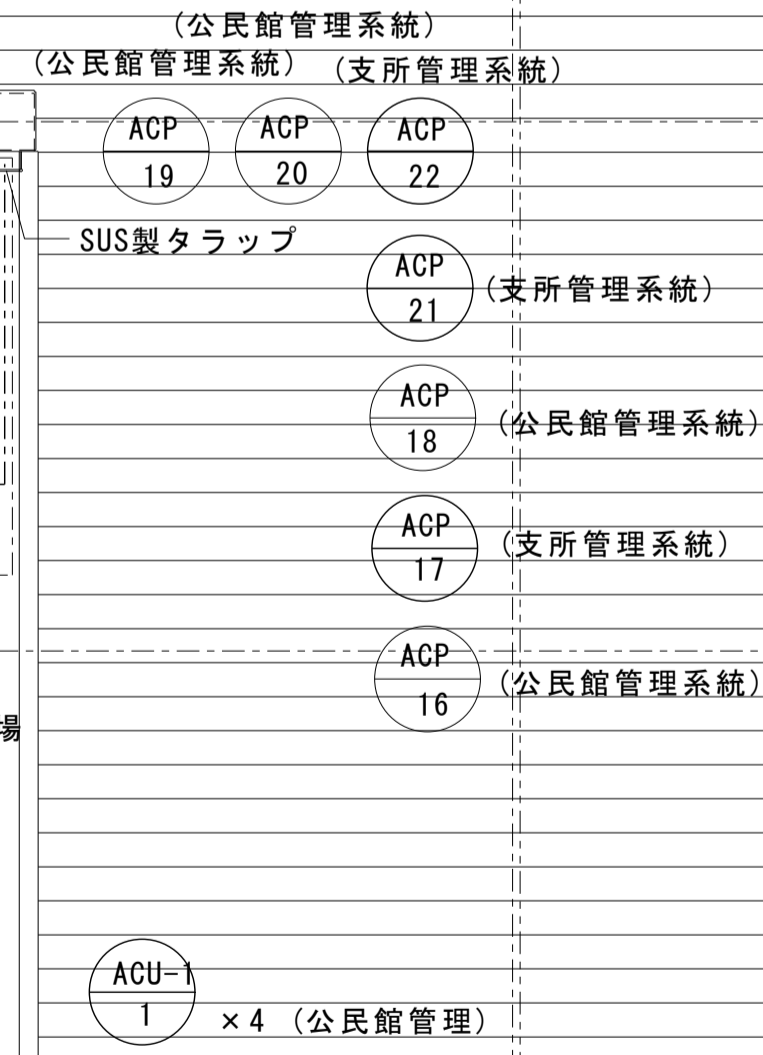 (公民館管理系統)
(公民館管理系統) (支所管理系統)
ACP ACP ACP
19 20 22
SUS製タラップ
ACP
21
(支所管理系統)
ACP
18
(公民館管理系統)
ACP
17
(支所管理系統)
ACP
16
(公民館管理系統)
場
ACU-1
1
×4 (公民館管理)